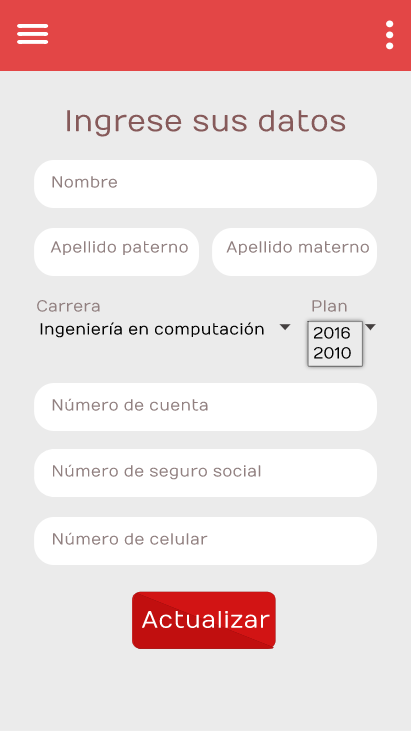 Ingrese sus datos
Nombre
Apellido paterno Apellido materno
Carrera Plan
Ingeniería en computación 2016
2010
Número de cuenta
Número de seguro social
Número de celular
Actualizar